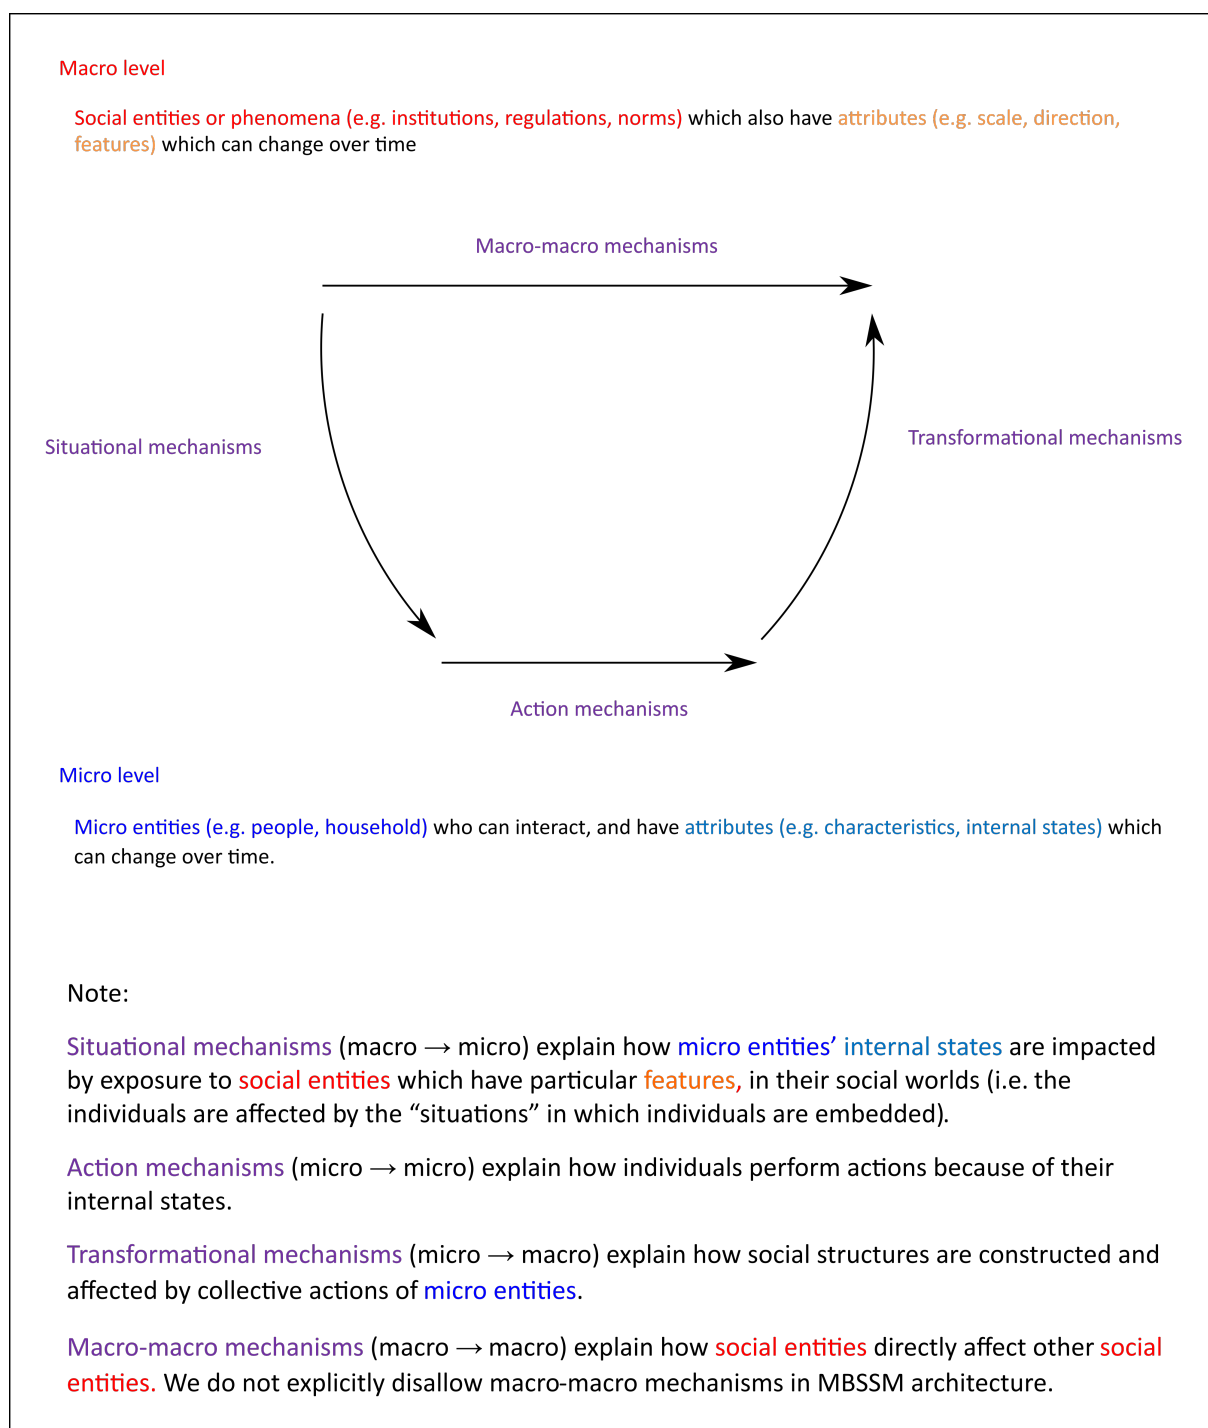 Macro level
Social entities or phenomena (e.g. institutions, regulations, norms) which also have attributes (e.g. scale, direction,
features) which can change over time
Macro-macro mechanisms
Situational mechanisms
Transformational mechanisms
Action mechanisms
Micro level
Micro entities (e.g. people, household) who can interact, and have attributes (e.g. characteristics, internal states) which
can change over time.
Note:
Situational mechanisms (macro → micro) explain how micro entities’ internal states are impacted
by exposure to social entities which have particular features, in their social worlds (i.e. the
individuals are affected by the “situations” in which individuals are embedded).
Action mechanisms (micro → micro) explain how individuals perform actions because of their
internal states.
Transformational mechanisms (micro → macro) explain how social structures are constructed and
affected by collective actions of micro entities.
Macro-macro mechanisms (macro → macro) explain how social entities directly affect other social
entities. We do not explicitly disallow macro-macro mechanisms in MBSSM architecture.